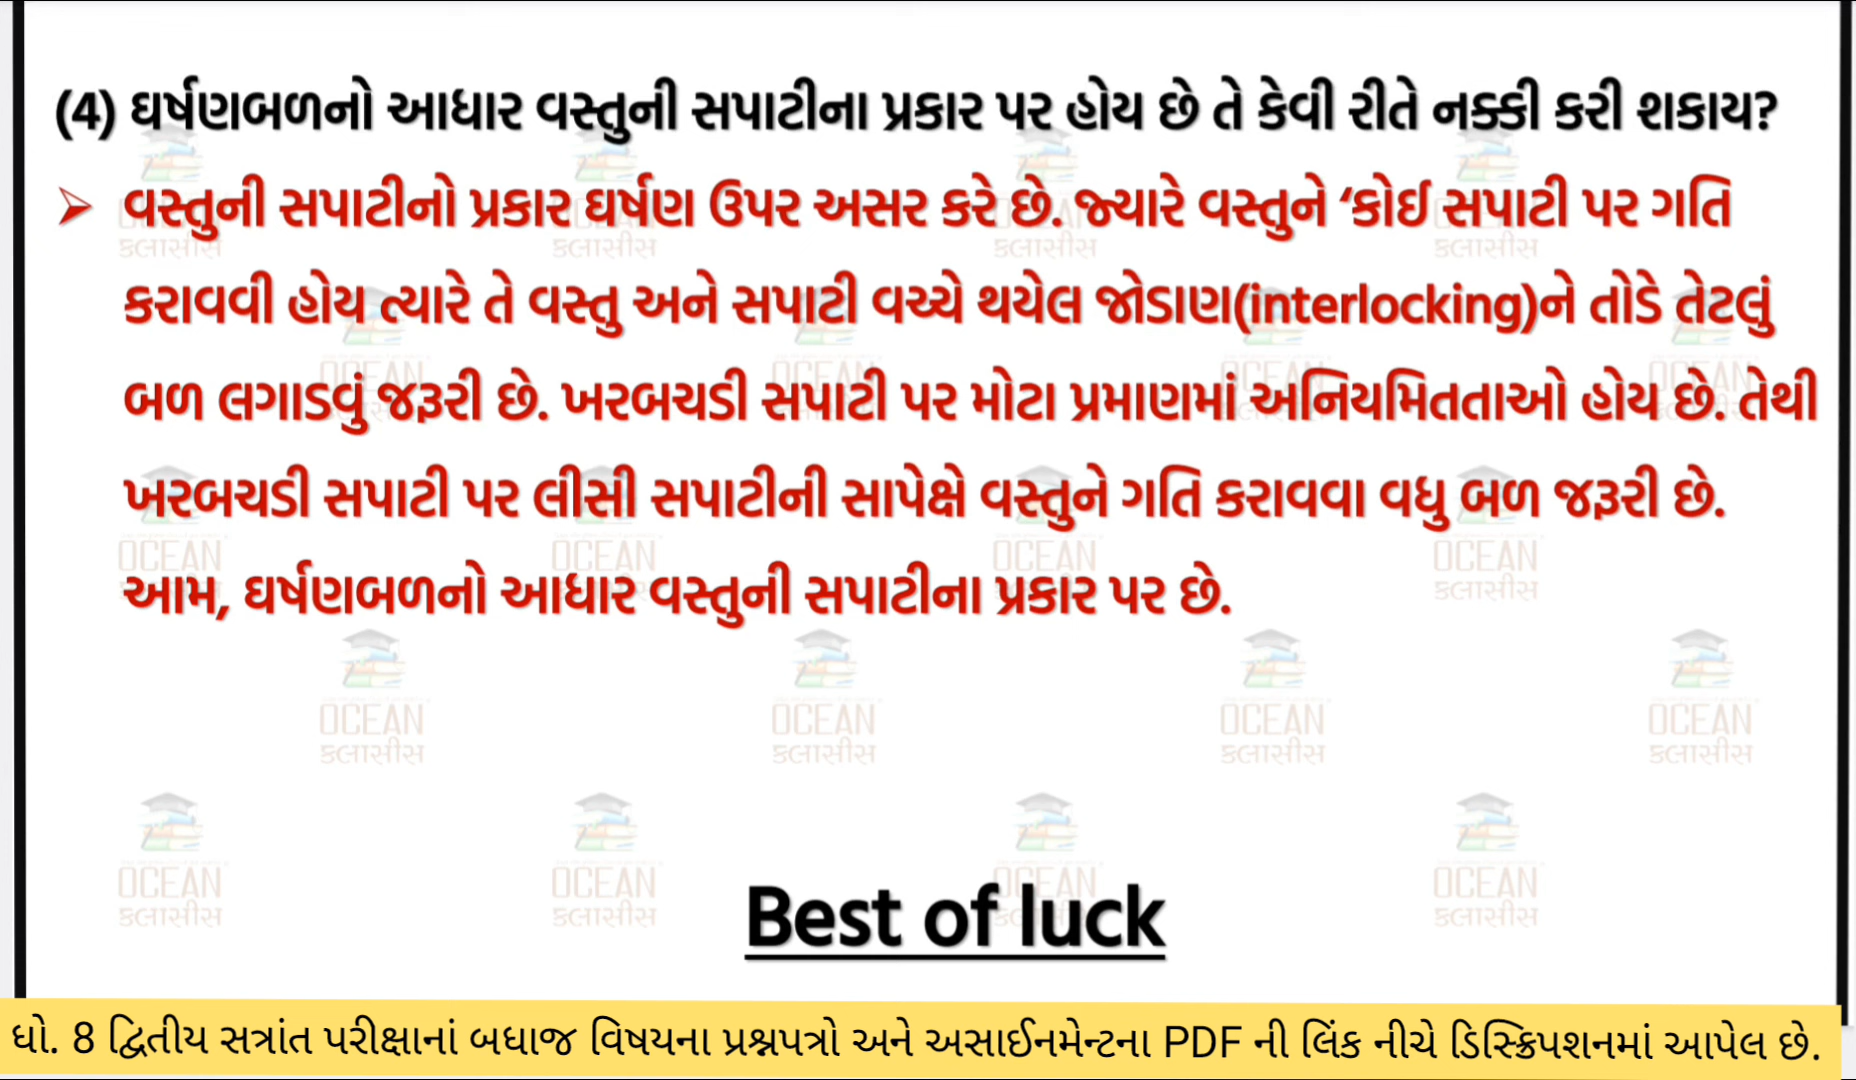 (4) ઘર્ષણબળનો આધાર વસ્તુની સપાટીના પ્રકાર પર હોય છે તે કેવી રીતે નક્કી કરી શકાય?
➢ વસ્તુની સપાટીનો પ્રકાર ઘર્ષણ ઉપર અસર કરે છે. જ્યારે વસ્તુને ‘કોઈ સપાટી પર ગતિ
કરાવવી હોય ત્યારે તે વસ્તુ અને સપાટી વચ્ચે થયેલ જોડાણ(interlocking)ને તોડે તેટલું
બળ લગાડવું જરૂરી છે. ખરબચડી સપાટી પર મોટા પ્રમાણમાં અનિયમિતતાઓ હોય છે. તેથી
ખરબચડી સપાટી પર લીસી સપાટીની સાપેક્ષે વસ્તુને ગતિ કરાવવા વધુ બળ જરૂરી છે.
આમ, ઘર્ષણબળનો આધાર વસ્તુની સપાટીના પ્રકાર પર છે.
OCEAN
ક્લાસીસ
Best of luck
ધો. 8 દ્વિતીય સત્રાંત પરીક્ષાનાં બધાજ વિષયના પ્રશ્નપત્રો અને અસાઈનમેન્ટના PDF ની લિંક નીચે ડિસ્ક્રિપશનમાં આપેલ છે.